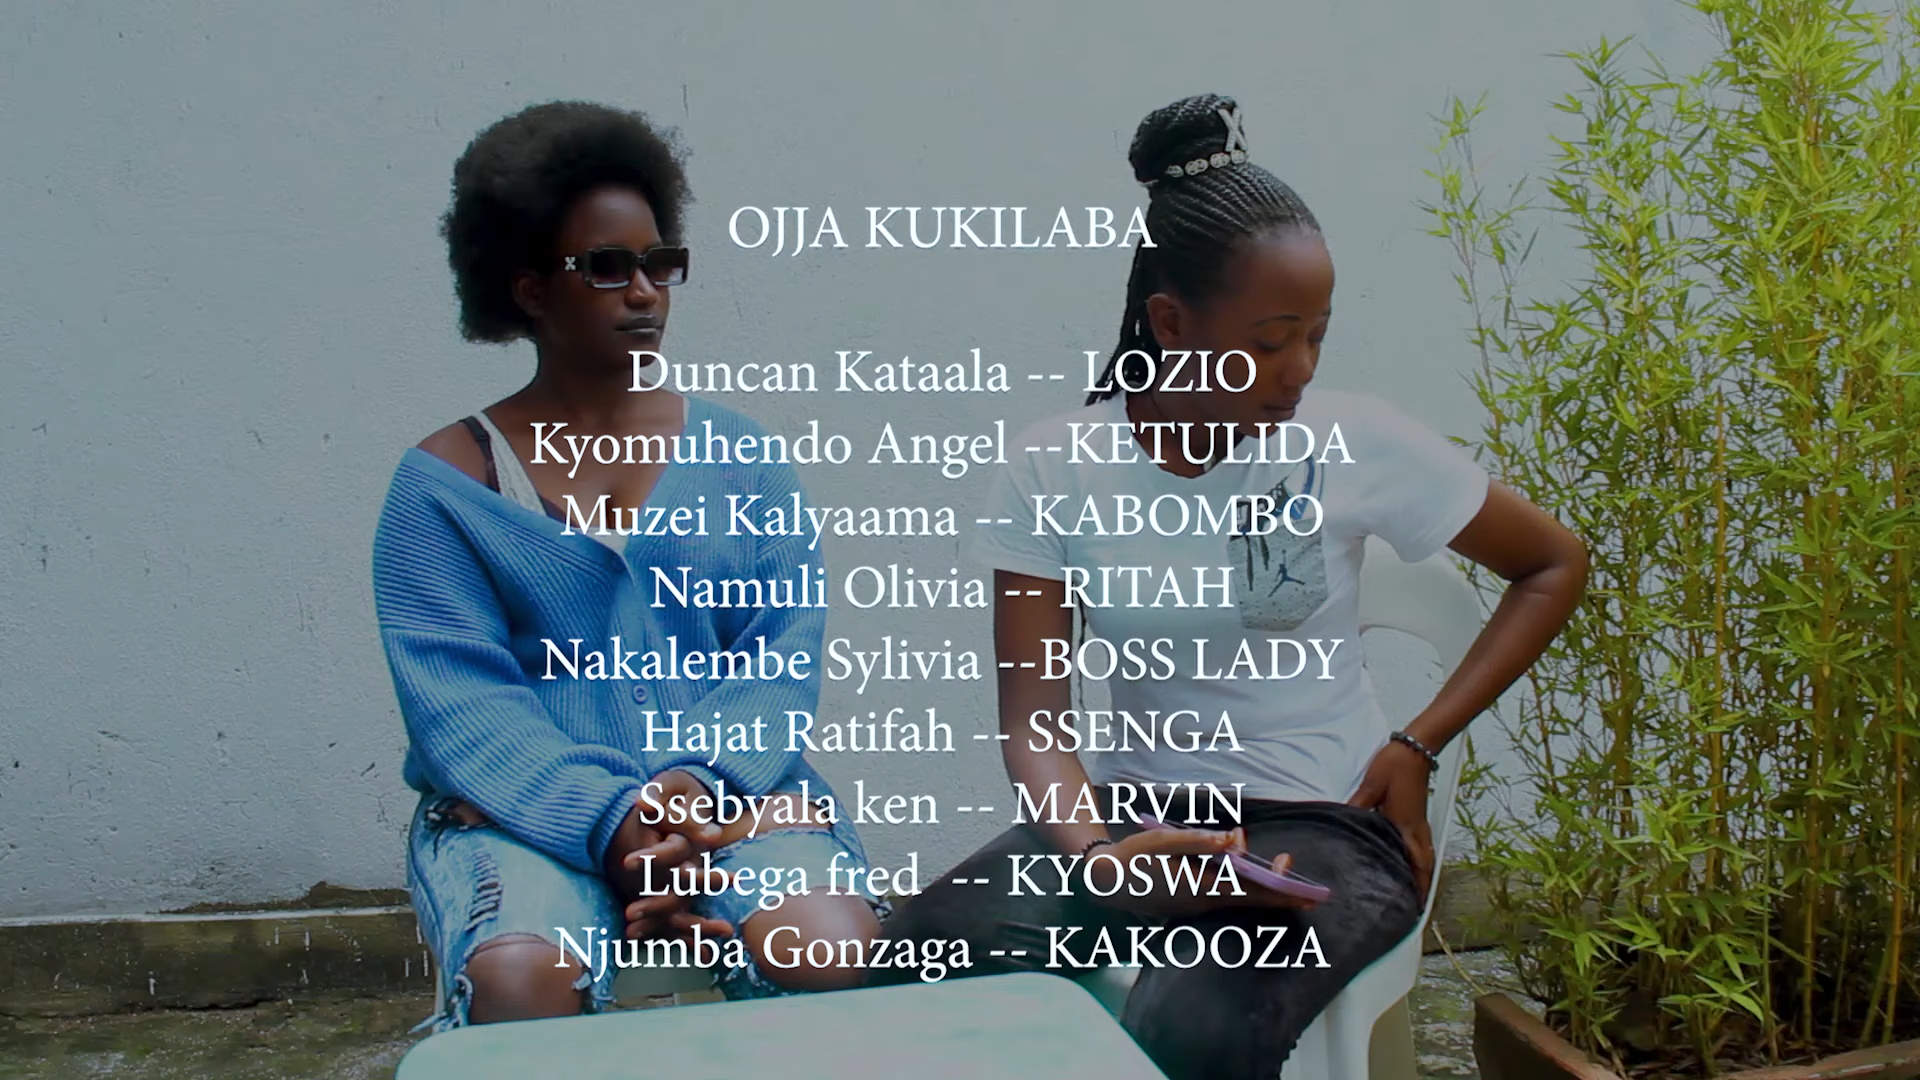 OJJA KUKILABA
Duncan Kataala -- LOZIO
Kyomuhendo Angel --KETULIDA
Muzei Kalyaama -- KABOMBO
Namuli Olivia -- RITAH
Nakalembe Sylivia --BOSS LADY
Hajat Ratifah -- SSENGA
Ssebyala ken -- MARVIN
Lubega fred -- KYOSWA
Njumba Gonzaga -- KAKOOZA